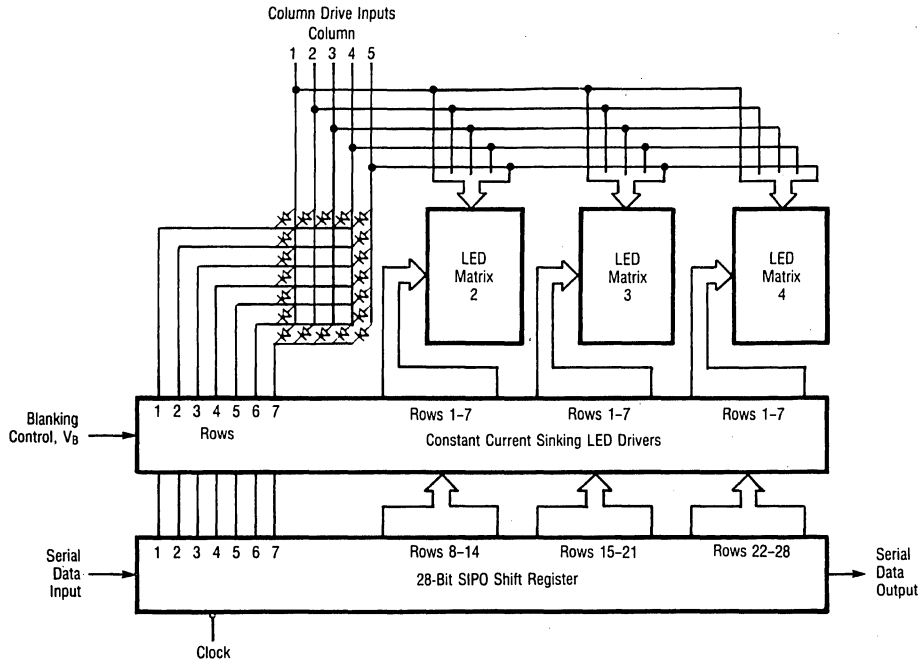 Column Drive Inputs
Column
1 2 3 4 5
LED
Matrix
2
LED
Matrix
3
LED
Matrix
4
1 2 3 4 5 6 7
Rows 1–7
Rows 1–7
Rows 1–7
Blanking
Control, VB
Rows
Constant Current Sinking LED Drivers
1 2 3 4 5 6 7
Rows 8–14
Rows 15–21
Rows 22–28
Serial
Data
Input
28-Bit SIPO Shift Register
Serial
Data
Output
Clock